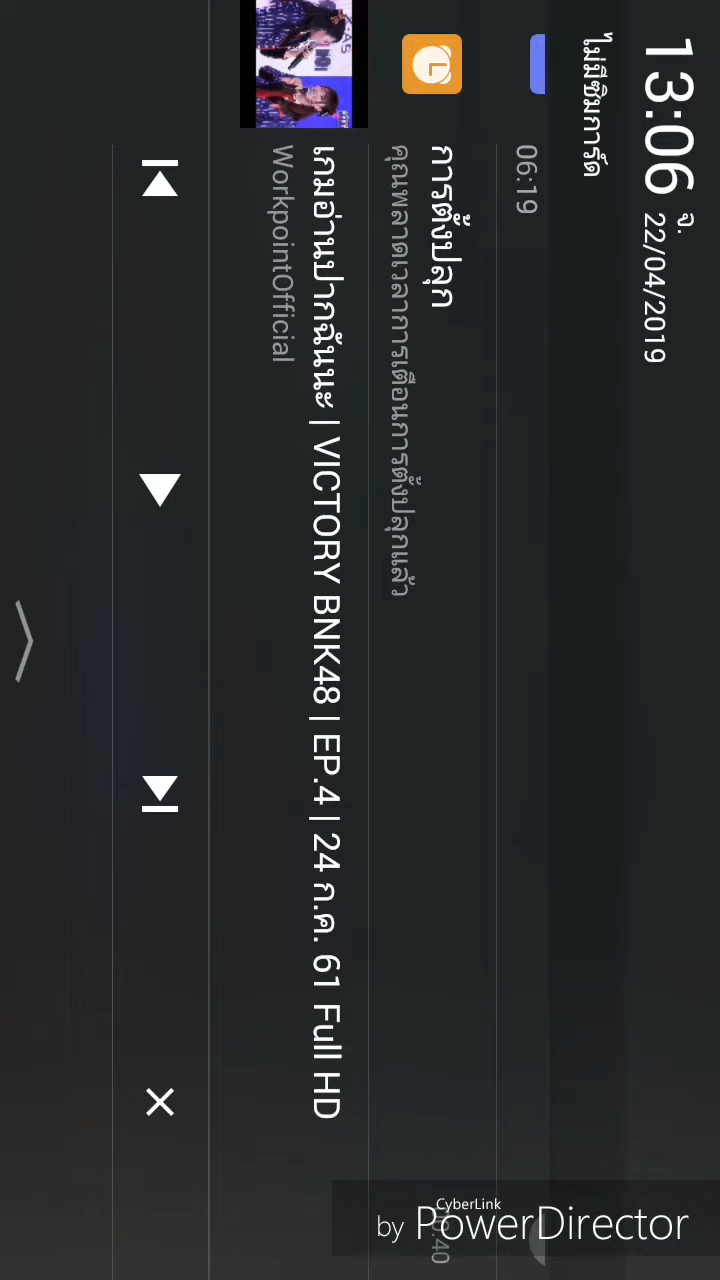 13:06 จ. 22/04/2019
ไม่มีซิมการ์ด
06:19
การตั้งปลุก
คุณพลาดเวลาการเตือนการตั้งปลุกแล้ว
เกมอ่านปากฉันนะ | VICTORY BNK48 | EP.4 | 24 ก.ค. 61 Full HD
WorkpointOfficial
by CyberLink PowerDirector